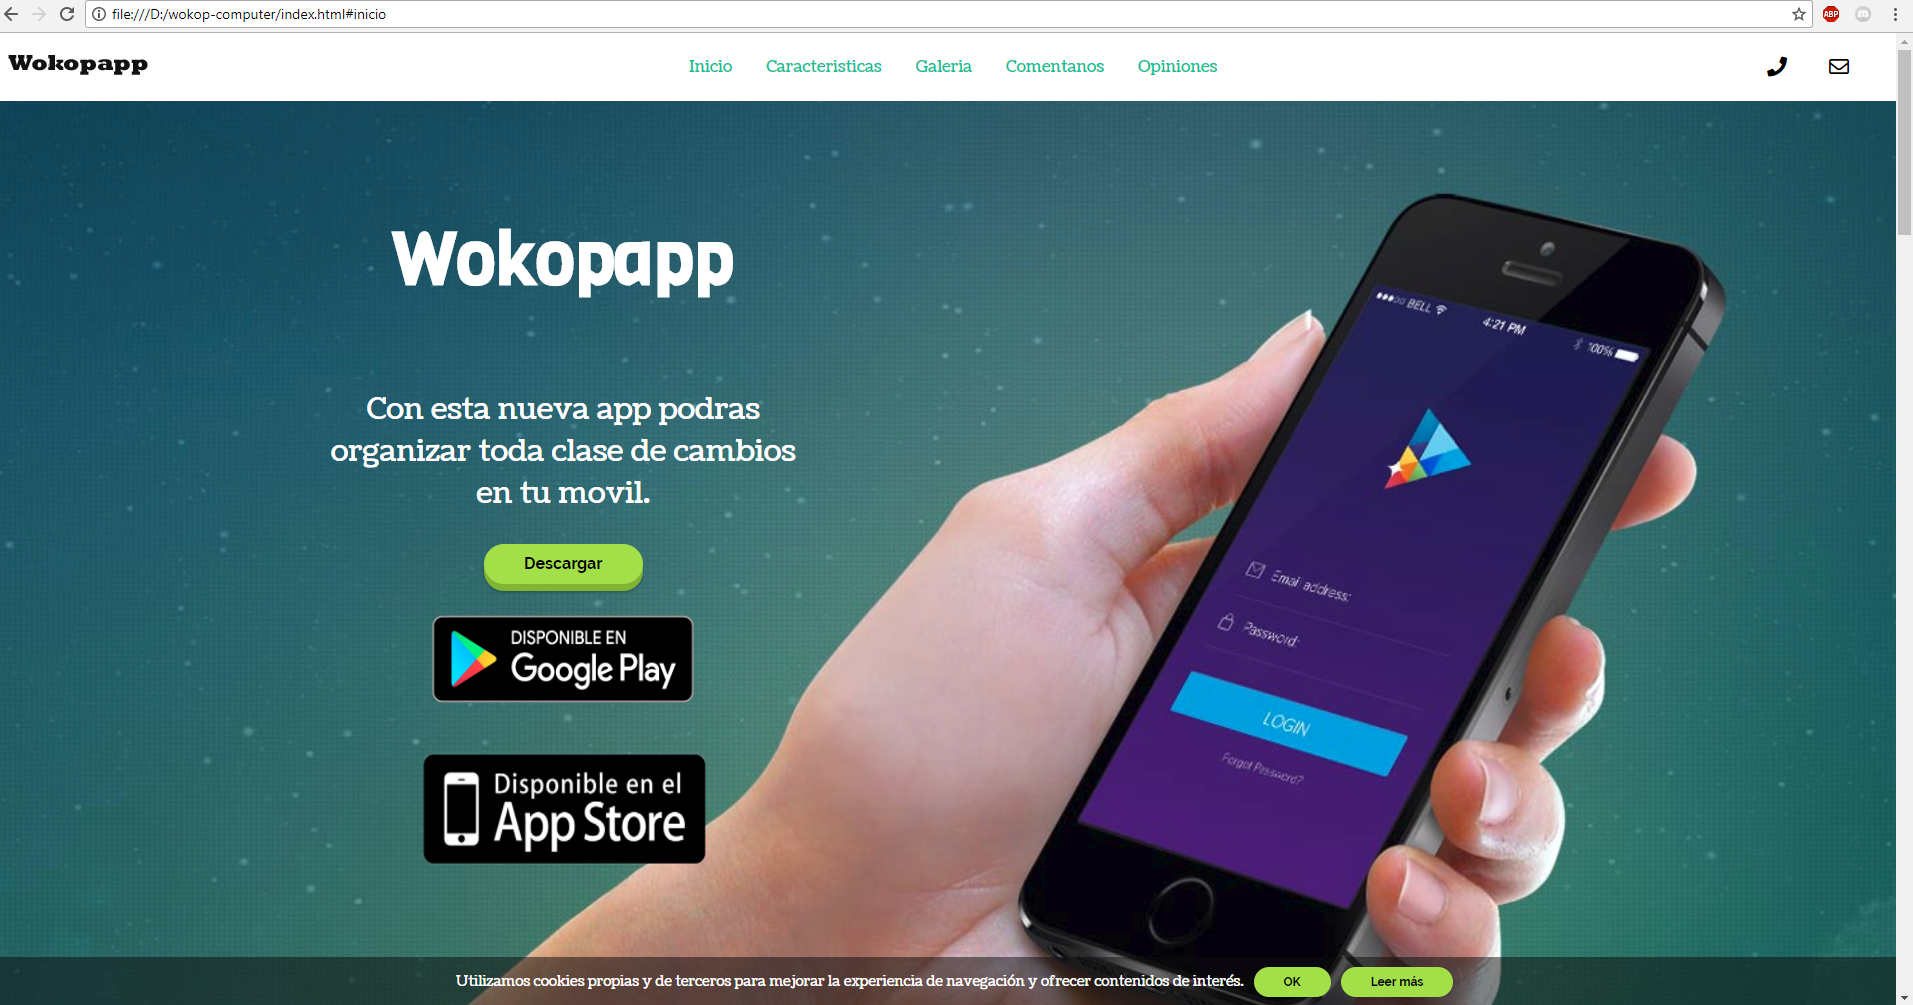 file:///D:/wokop-computer/index.html#inicio
ABP
Wokopapp
Inicio Caracteristicas Galeria Comentanos Opiniones
Wokopapp
Con esta nueva app podras
organizar toda clase de cambios
en tu movil.
Descargar
DISPONIBLE EN
Google Play
Disponible en el
App Store
BELL 4:21 PM 100%
Email address:
Password:
LOGIN
Forgot Password?
Utilizamos cookies propias y de terceros para mejorar la experiencia de navegación y ofrecer contenidos de interés. OK Leer más